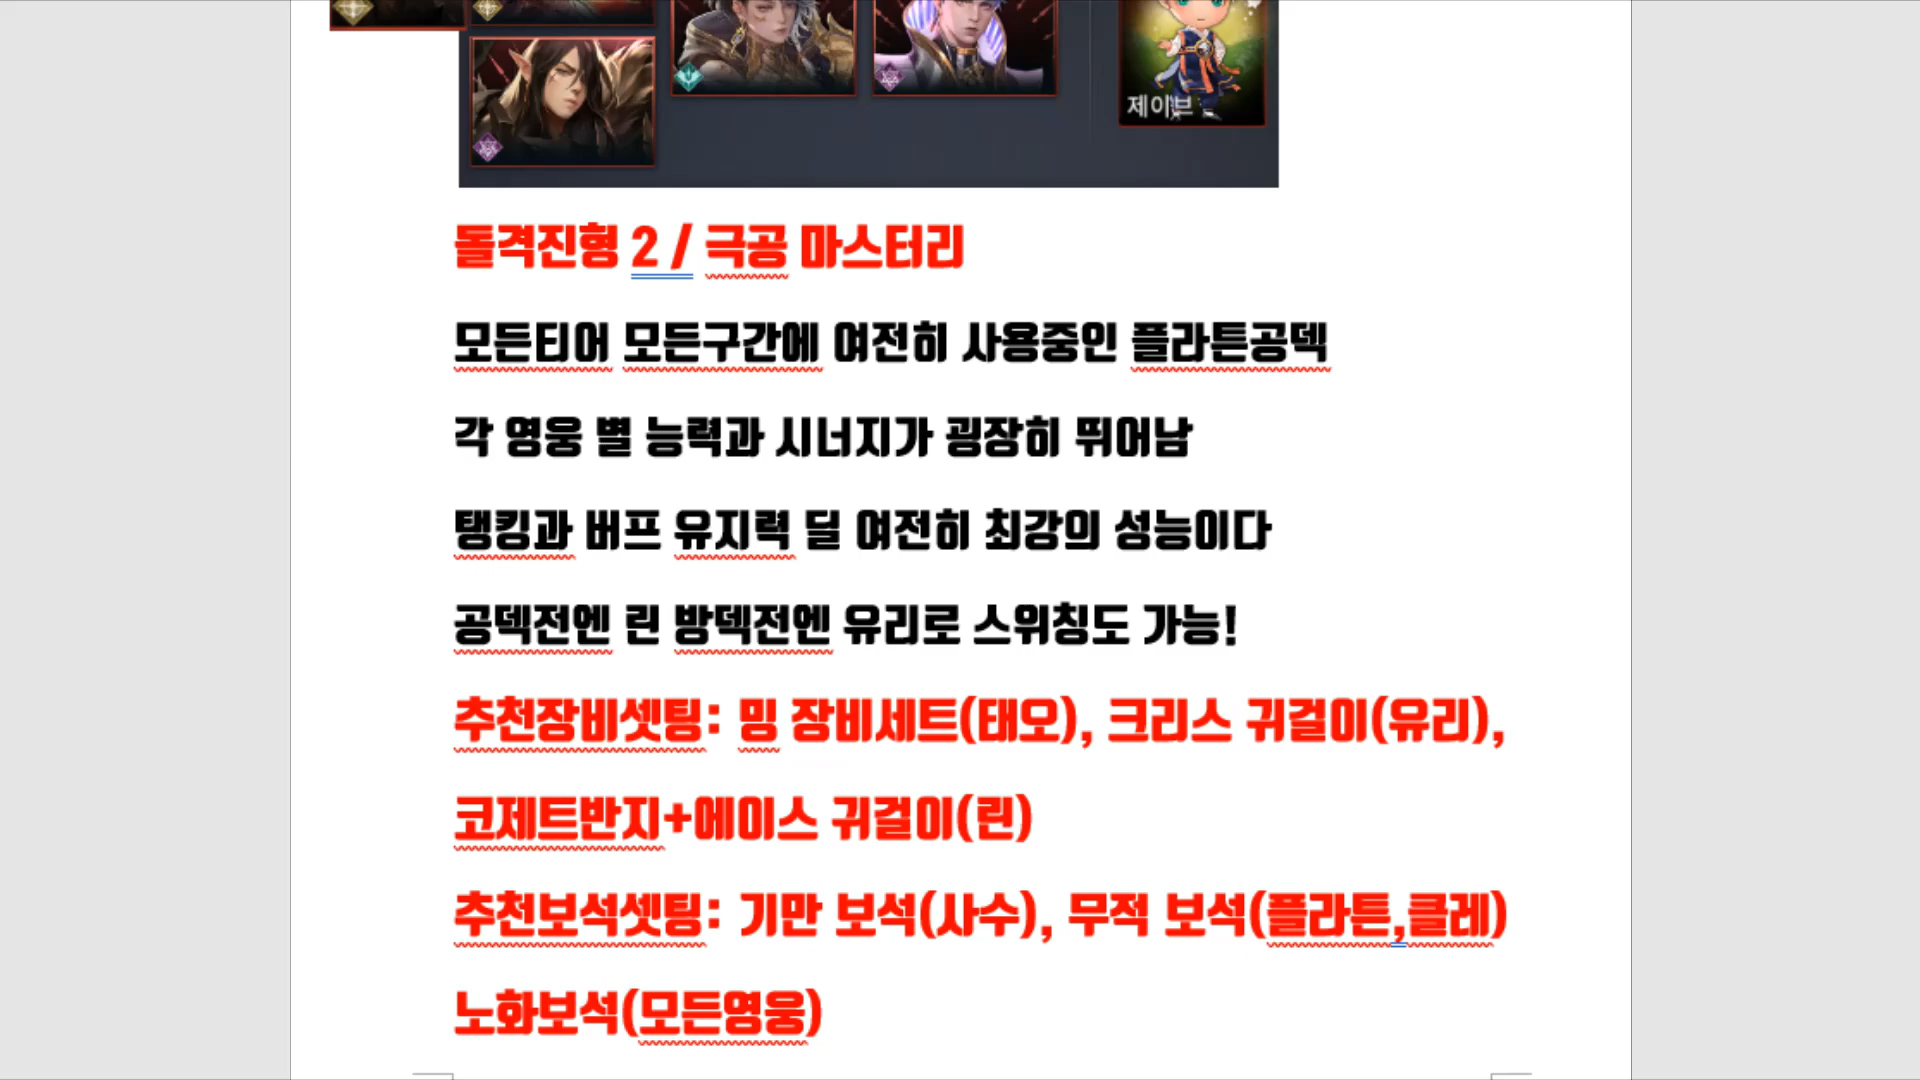 제이브
돌격진형 2 / 극공 마스터리
모든티어 모든구간에 여전히 사용중인 플라튼공덱
각 영웅 별 능력과 시너지가 굉장히 뛰어남
탱킹과 버프 유지력 딜 여전히 최강의 성능이다
공덱전엔 린 방덱전엔 유리로 스위칭도 가능!
추천장비셋팅: 밍 장비세트(태오), 크리스 귀걸이(유리),
코제트반지+에이스 귀걸이(린)
추천보석셋팅: 기만 보석(사수), 무적 보석(플라튼,클레)
노화보석(모든영웅)